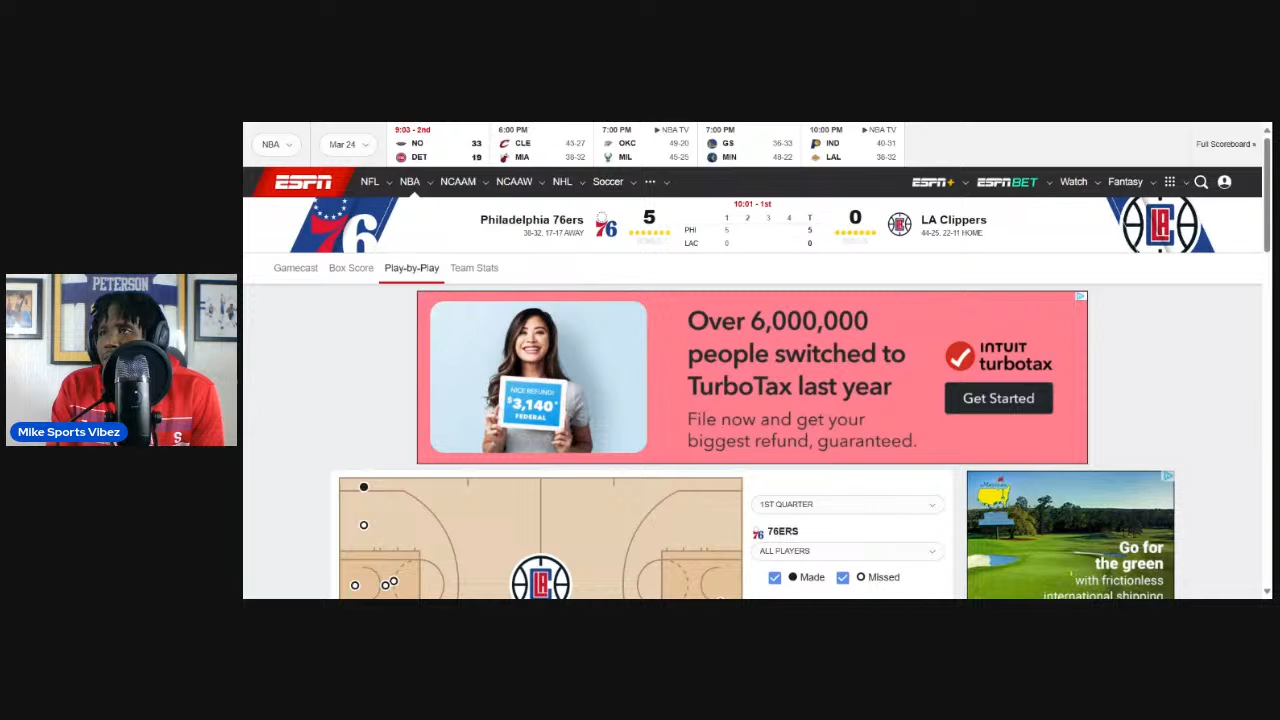 NBA
Mar 24
9:03 - 2nd
NO 33
DET 19
6:00 PM
CLE 43-27
MIA 38-32
7:00 PM NBA TV
OKC 49-20
MIL 45-25
7:00 PM
GS 36-33
MIN 48-22
10:00 PM NBA TV
IND 40-31
LAL 36-32
Full Scoreboard »
ESPN NFL NBA NCAAM NCAAW NHL Soccer ••• ESPN+ ESPN BET Watch Fantasy
Philadelphia 76ers
38-32, 17-17 AWAY
76
5
10:01 - 1st
1 2 3 4 T
PHI 5 5
LAC 0 0
0
LA Clippers
44-25, 22-11 HOME
Gamecast Box Score Play-by-Play Team Stats
PETERSON
Mike Sports Vibez
NICE REFUND!
$3,140*
FEDERAL
Over 6,000,000
people switched to
TurboTax last year
File now and get your
biggest refund, guaranteed.
INTUIT
turbotax
Get Started
1ST QUARTER
76 76ERS
ALL PLAYERS
Made Missed
LA
Go for
the green
with frictionless
international shipping